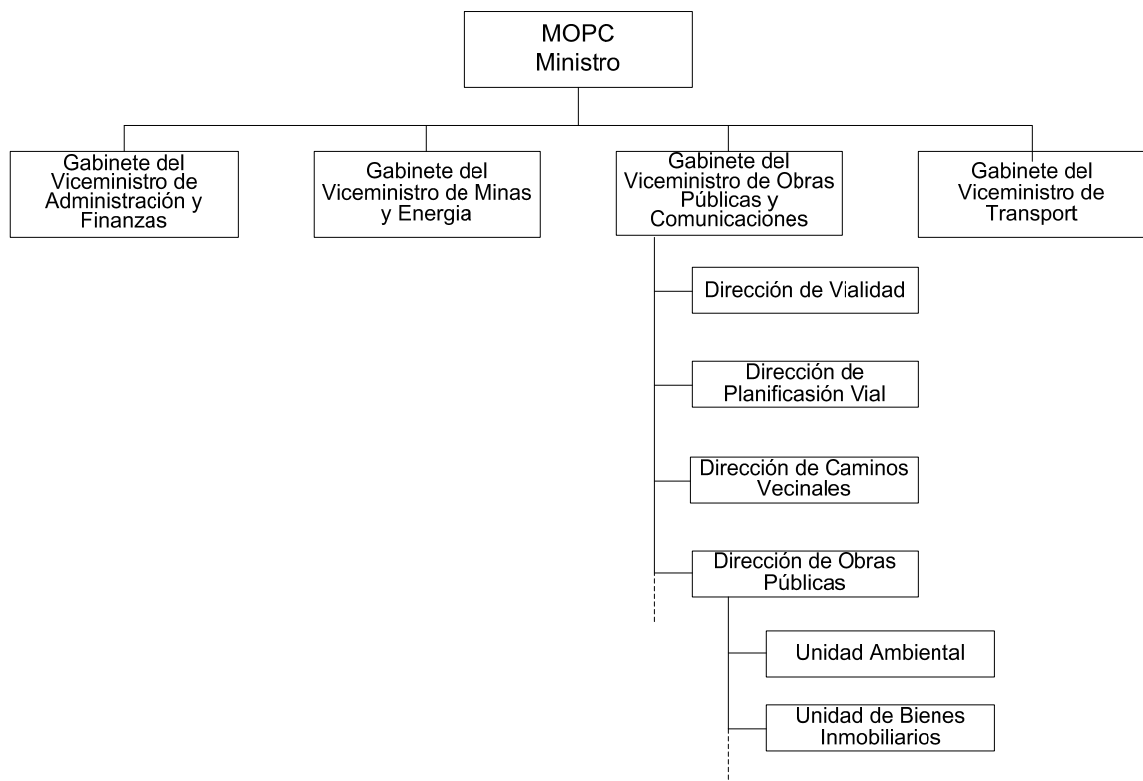 MOPC
Ministro
Gabinete del
Viceministro de
Administración y
Finanzas
Gabinete del
Viceministro de Minas
y Energia
Gabinete del
Viceministro de Obras
Públicas y
Comunicaciones
Gabinete del
Viceministro de
Transport
Dirección de Vialidad
Dirección de
Planificasión Vial
Dirección de Caminos
Vecinales
Dirección de Obras
Públicas
Unidad Ambiental
Unidad de Bienes
Inmobiliarios